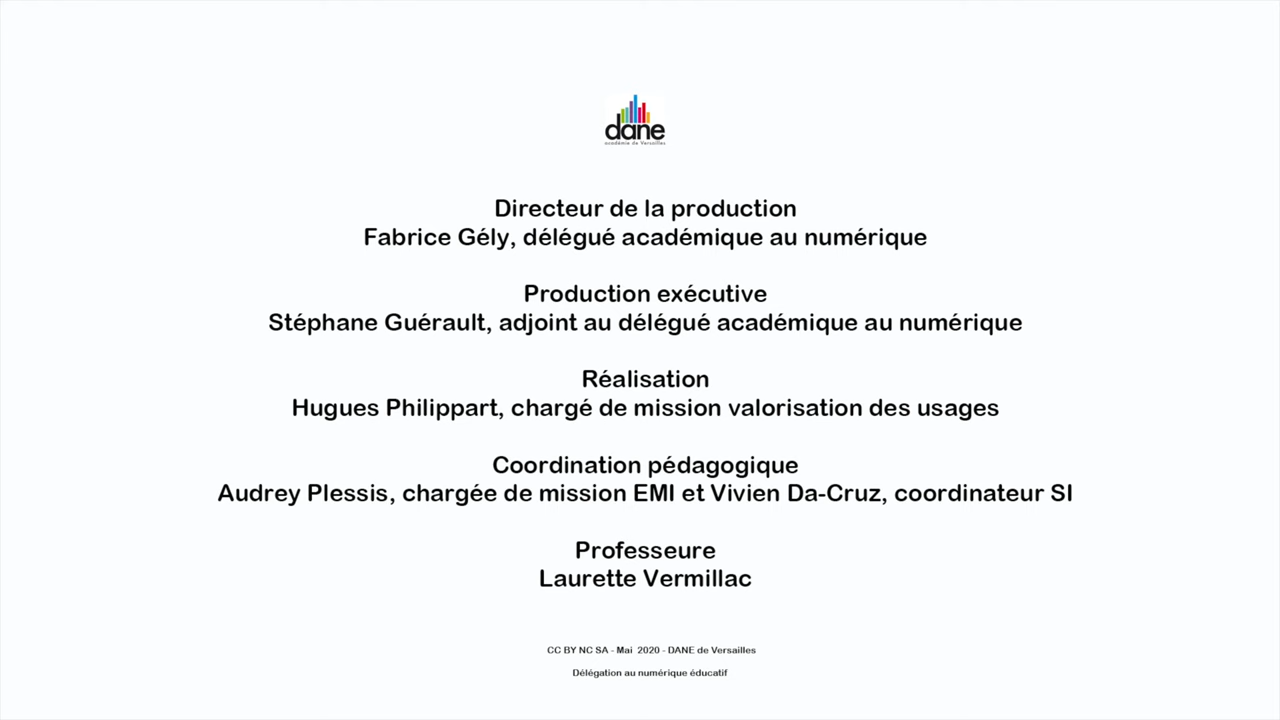 dane
académie de Versailles
Directeur de la production
Fabrice Gély, délégué académique au numérique
Production exécutive
Stéphane Guérault, adjoint au délégué académique au numérique
Réalisation
Hugues Philippart, chargé de mission valorisation des usages
Coordination pédagogique
Audrey Plessis, chargée de mission EMI et Vivien Da-Cruz, coordinateur SI
Professeure
Laurette Vermillac
CC BY NC SA - Mai 2020 - DANE de Versailles
Délégation au numérique éducatif